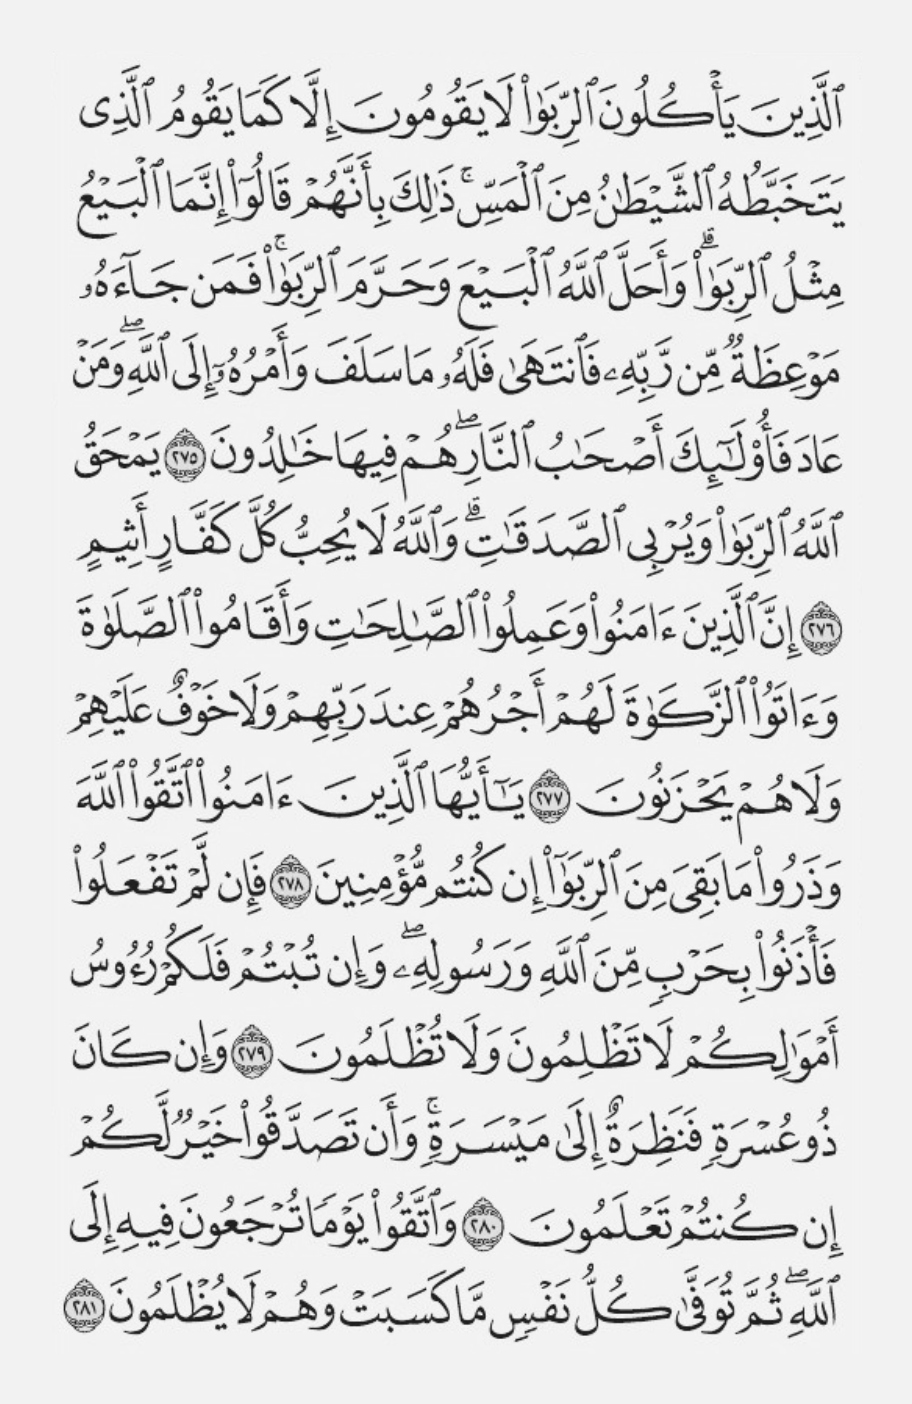 ٱلَّذِينَ يَأْكُلُونَ ٱلرِّبَوٰا۟ لَا يَقُومُونَ إِلَّا كَمَا يَقُومُ ٱلَّذِى
يَتَخَبَّطُهُ ٱلشَّيْطَـٰنُ مِنَ ٱلْمَسِّ ۚ ذَٰلِكَ بِأَنَّهُمْ قَالُوٓا۟ إِنَّمَا ٱلْبَيْعُ
مِثْلُ ٱلرِّبَوٰا۟ ۗ وَأَحَلَّ ٱللَّهُ ٱلْبَيْعَ وَحَرَّمَ ٱلرِّبَوٰا۟ ۚ فَمَن جَآءَهُۥ
مَوْعِظَةٌ مِّن رَّبِّهِۦ فَٱنتَهَىٰ فَلَهُۥ مَا سَلَفَ وَأَمْرُهُۥٓ إِلَى ٱللَّهِ ۖ وَمَنْ
عَادَ فَأُو۟لَـٰٓئِكَ أَصْحَـٰبُ ٱلنَّارِ ۖ هُمْ فِيهَا خَـٰلِدُونَ ٢٧٥ يَمْحَقُ
ٱللَّهُ ٱلرِّبَوٰا۟ وَيُرْبِى ٱلصَّدَقَـٰتِ ۗ وَٱللَّهُ لَا يُحِبُّ كُلَّ كَفَّارٍ أَثِيمٍ
٢٧٦ إِنَّ ٱلَّذِينَ ءَامَنُوا۟ وَعَمِلُوا۟ ٱلصَّـٰلِحَـٰتِ وَأَقَامُوا۟ ٱلصَّلَوٰةَ
وَءَاتَوُا۟ ٱلزَّكَوٰةَ لَهُمْ أَجْرُهُمْ عِندَ رَبِّهِمْ وَلَا خَوْفٌ عَلَيْهِمْ
وَلَا هُمْ يَحْزَنُونَ ٢٧٧ يَـٰٓأَيُّهَا ٱلَّذِينَ ءَامَنُوا۟ ٱتَّقُوا۟ ٱللَّهَ
وَذَرُوا۟ مَا بَقِىَ مِنَ ٱلرِّبَوٰٓا۟ إِن كُنتُم مُّؤْمِنِينَ ٢٧٨ فَإِن لَّمْ تَفْعَلُوا۟
فَأْذَنُوا۟ بِحَرْبٍ مِّنَ ٱللَّهِ وَرَسُولِهِۦ ۖ وَإِن تُبْتُمْ فَلَكُمْ رُءُوسُ
أَمْوَٰلِكُمْ لَا تَظْلِمُونَ وَلَا تُظْلَمُونَ ٢٧٩ وَإِن كَانَ
ذُو عُسْرَةٍ فَنَظِرَةٌ إِلَىٰ مَيْسَرَةٍ ۚ وَأَن تَصَدَّقُوا۟ خَيْرٌ لَّكُمْ
إِن كُنتُمْ تَعْلَمُونَ ٢٨٠ وَٱتَّقُوا۟ يَوْمًا تُرْجَعُونَ فِيهِ إِلَى
ٱللَّهِ ۖ ثُمَّ تُوَفَّىٰ كُلُّ نَفْسٍ مَّا كَسَبَتْ وَهُمْ لَا يُظْلَمُونَ ٢٨١